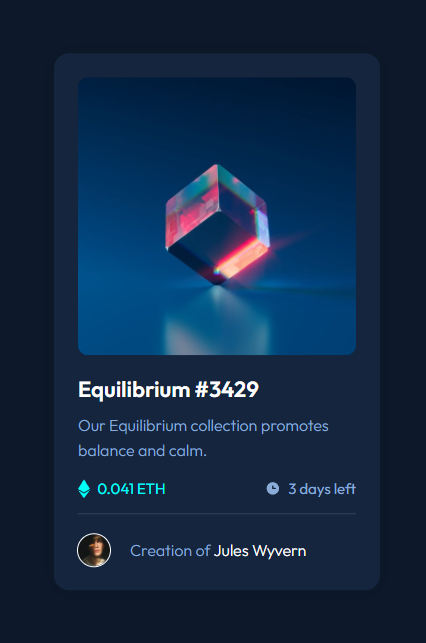 Equilibrium #3429
Our Equilibrium collection promotes
balance and calm.
0.041 ETH
3 days left
Creation of Jules Wyvern